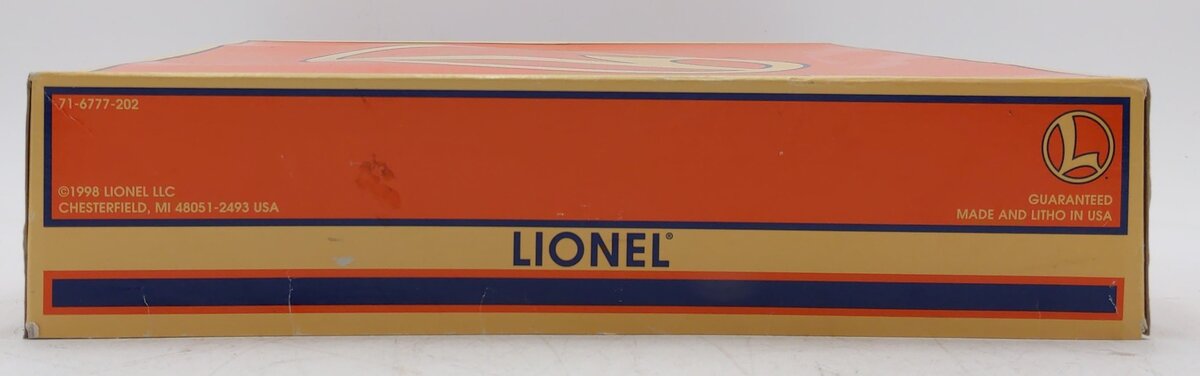 71-6777-202
L
©1998 LIONEL LLC
CHESTERFIELD, MI 48051-2493 USA
GUARANTEED
MADE AND LITHO IN USA
LIONEL®